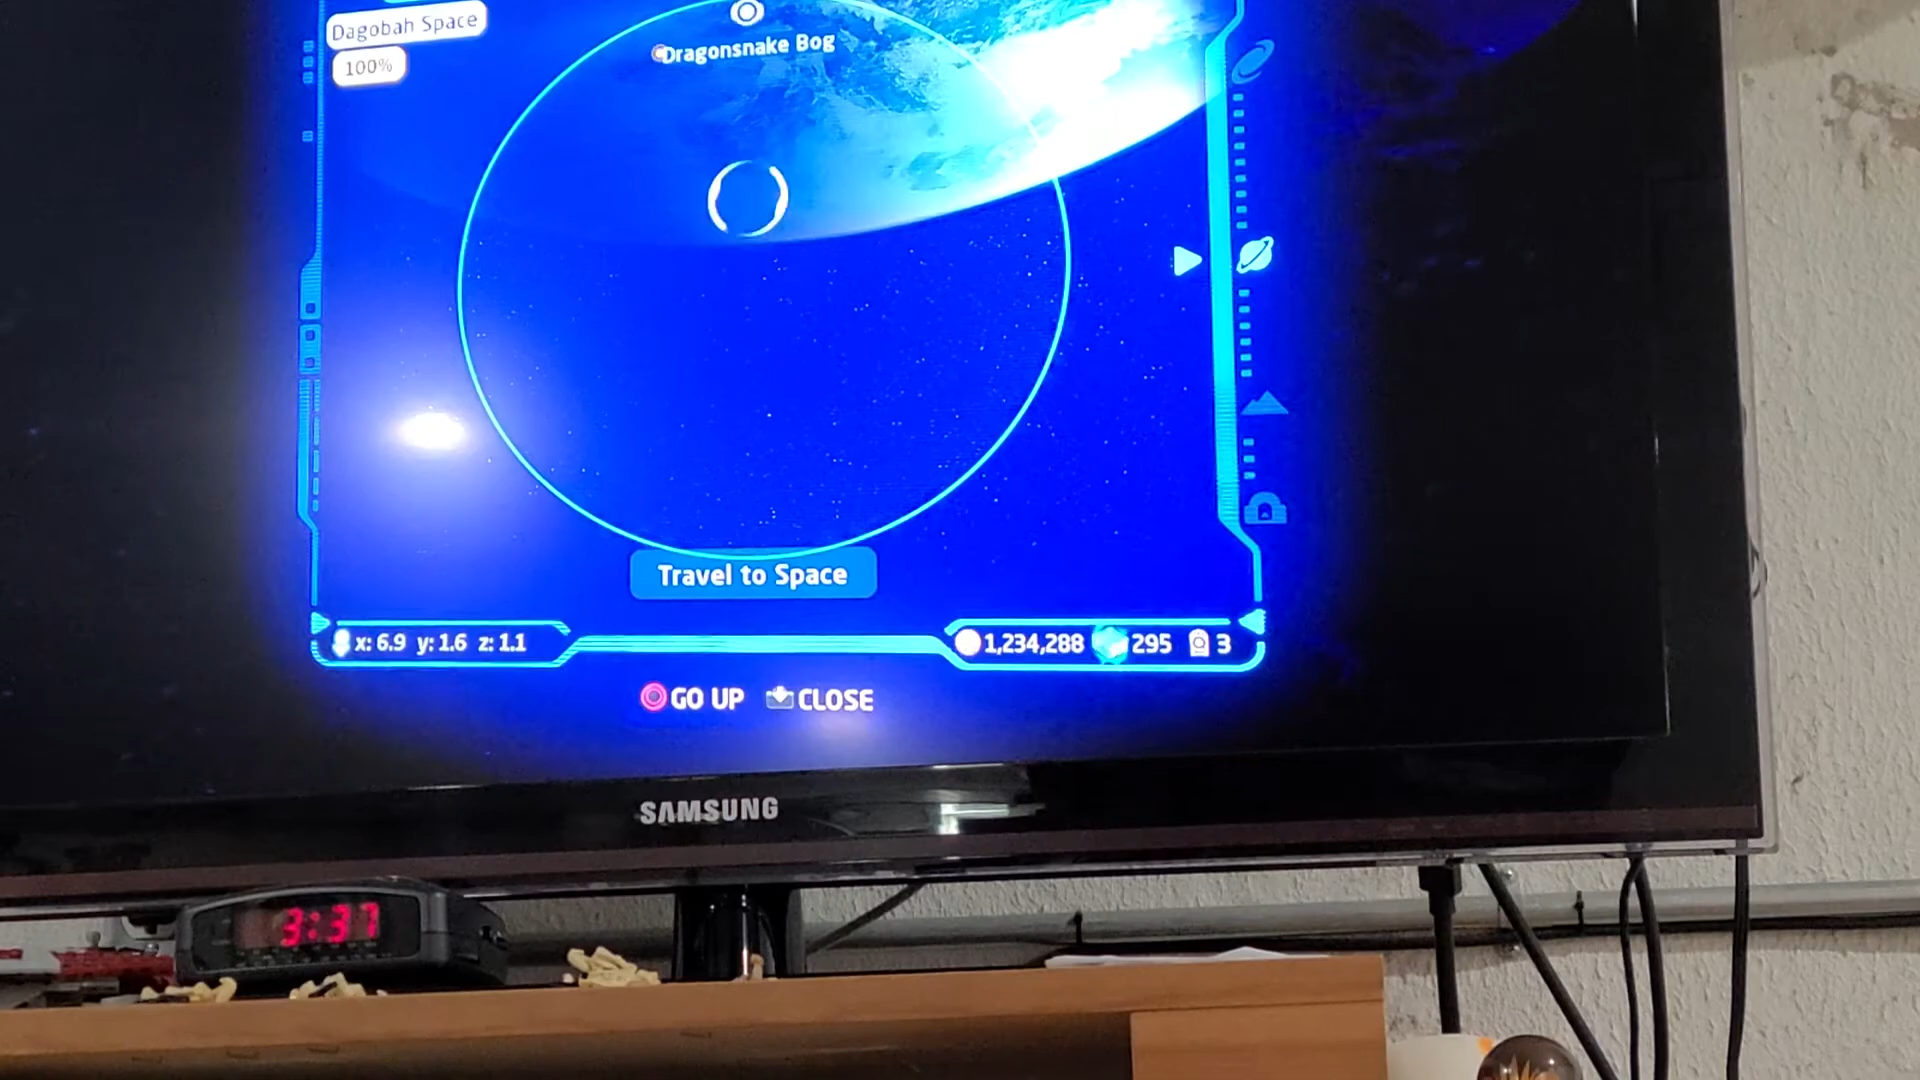 Dagobah Space
100%
Dragonsnake Bog
Travel to Space
x: 6.9 y: 1.6 z: 1.1
1,234,288 295 3
GO UP CLOSE
SAMSUNG
3:37